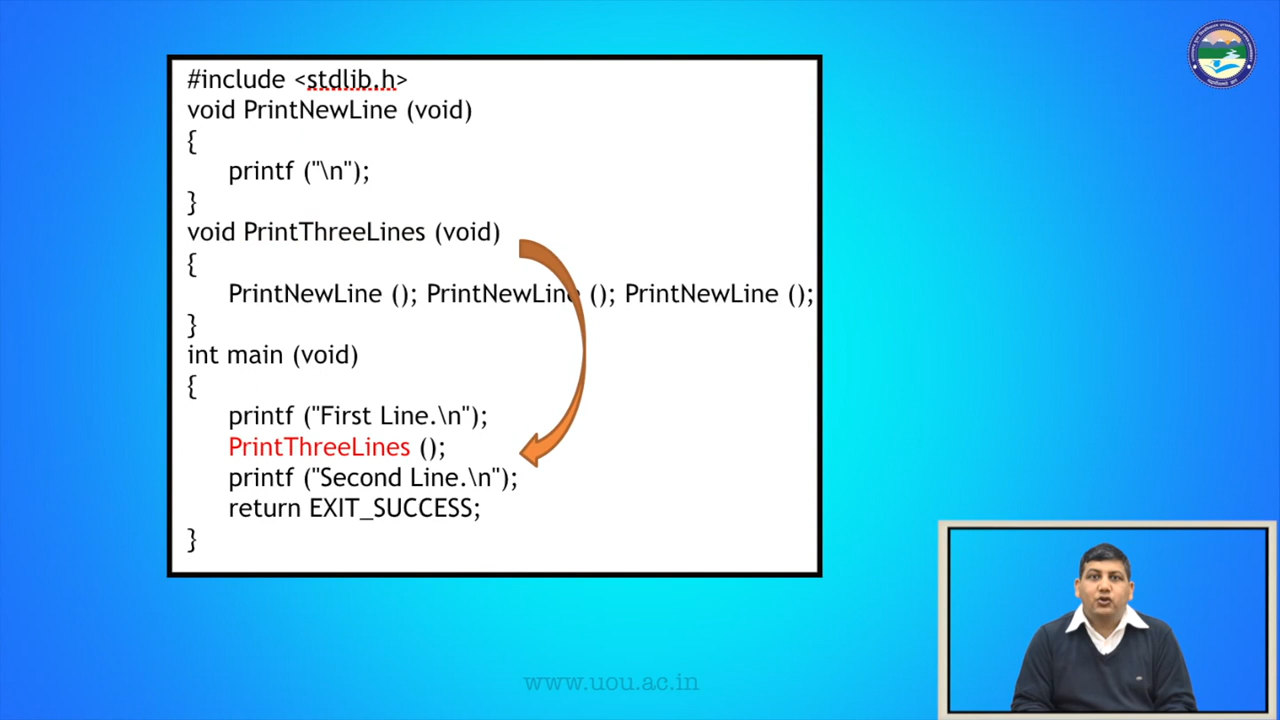 #include <stdlib.h>
void PrintNewLine (void)
{
printf ("\n");
}
void PrintThreeLines (void)
{
PrintNewLine (); PrintNewLine (); PrintNewLine ();
}
int main (void)
{
printf ("First Line.\n");
PrintThreeLines ();
printf ("Second Line.\n");
return EXIT_SUCCESS;
}
www.uou.ac.in